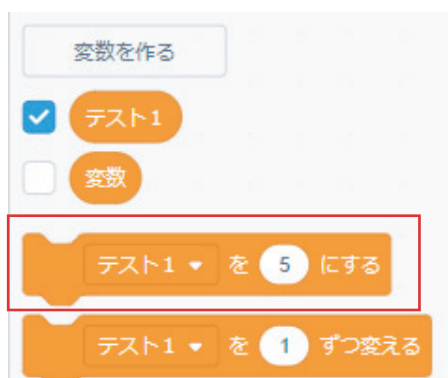 変数を作る
テスト1
変数
テスト1 を 5 にする
テスト1 を 1 ずつ変える